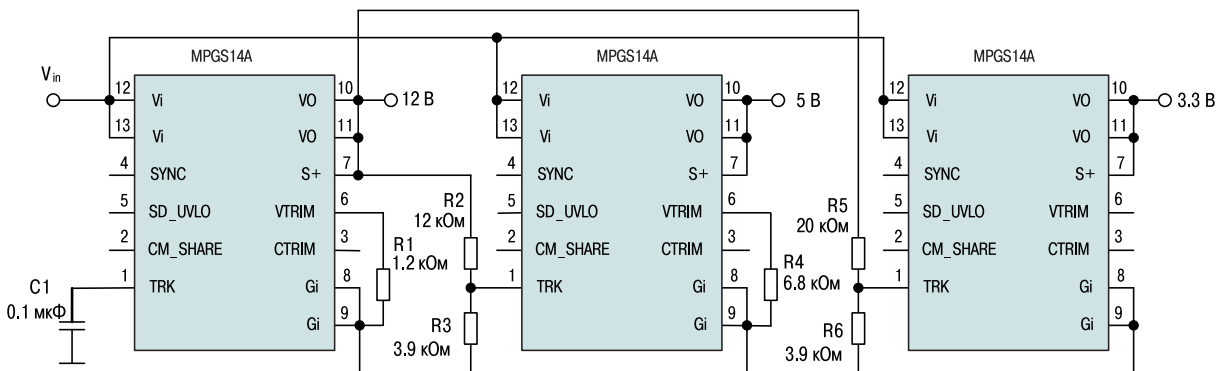 MPGS14A
MPGS14A
MPGS14A
Vin
12 Vi VO 10 12 В
13 Vi VO 11
4 SYNC S+ 7
5 SD_UVLO VTRIM 6
2 CM_SHARE CTRIM 3
1 TRK Gi 8
Gi 9
C1
0.1 мкФ
R1
1.2 кОм
R2
12 кОм
R3
3.9 кОм
12 Vi VO 10 5 В
13 Vi VO 11
4 SYNC S+ 7
5 SD_UVLO VTRIM 6
2 CM_SHARE CTRIM 3
1 TRK Gi 8
Gi 9
R4
6.8 кОм
R5
20 кОм
R6
3.9 кОм
12 Vi VO 10 3.3 В
13 Vi VO 11
4 SYNC S+ 7
5 SD_UVLO VTRIM 6
2 CM_SHARE CTRIM 3
1 TRK Gi 8
Gi 9